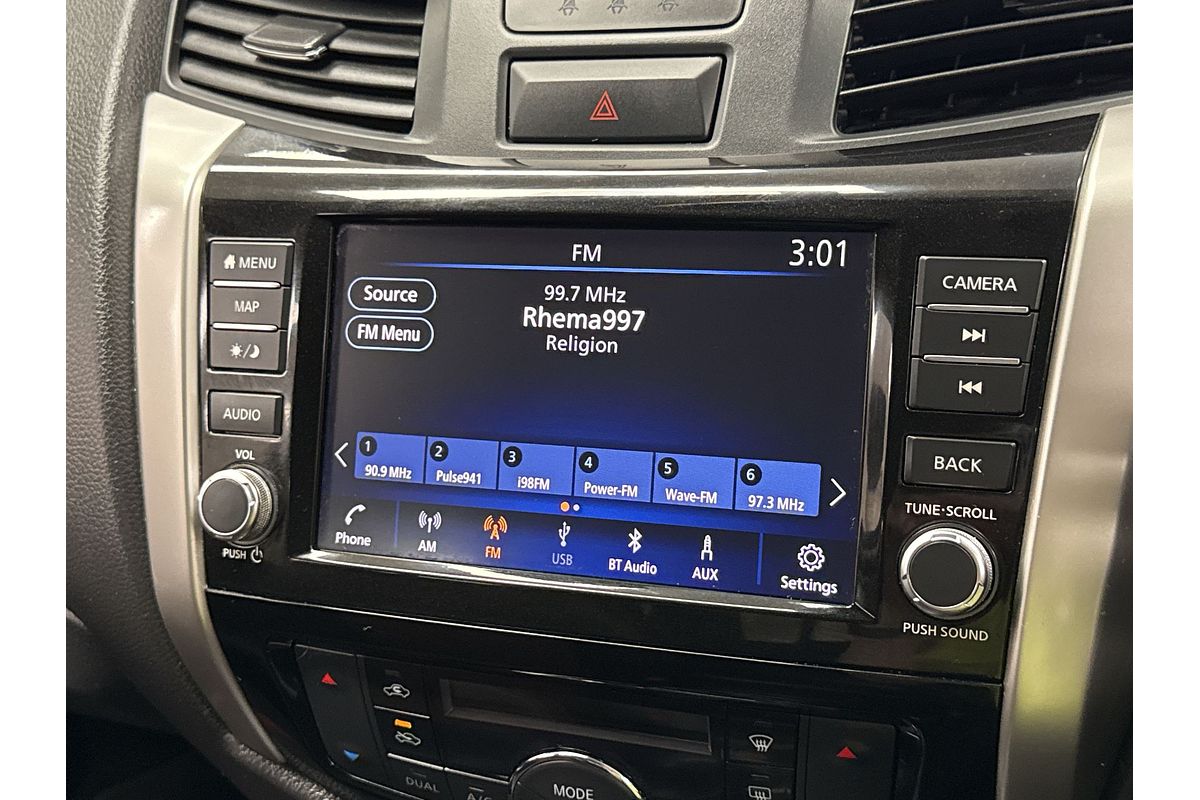 FM
3:01
Source
FM Menu
99.7 MHz
Rhema997
Religion
1
90.9 MHz
2
Pulse941
3
i98FM
4
Power-FM
5
Wave-FM
6
97.3 MHz
Phone
AM
FM
USB
BT Audio
AUX
Settings
MENU
MAP
AUDIO
VOL
PUSH
CAMERA
BACK
TUNE·SCROLL
PUSH SOUND
DUAL
A/C
MODE